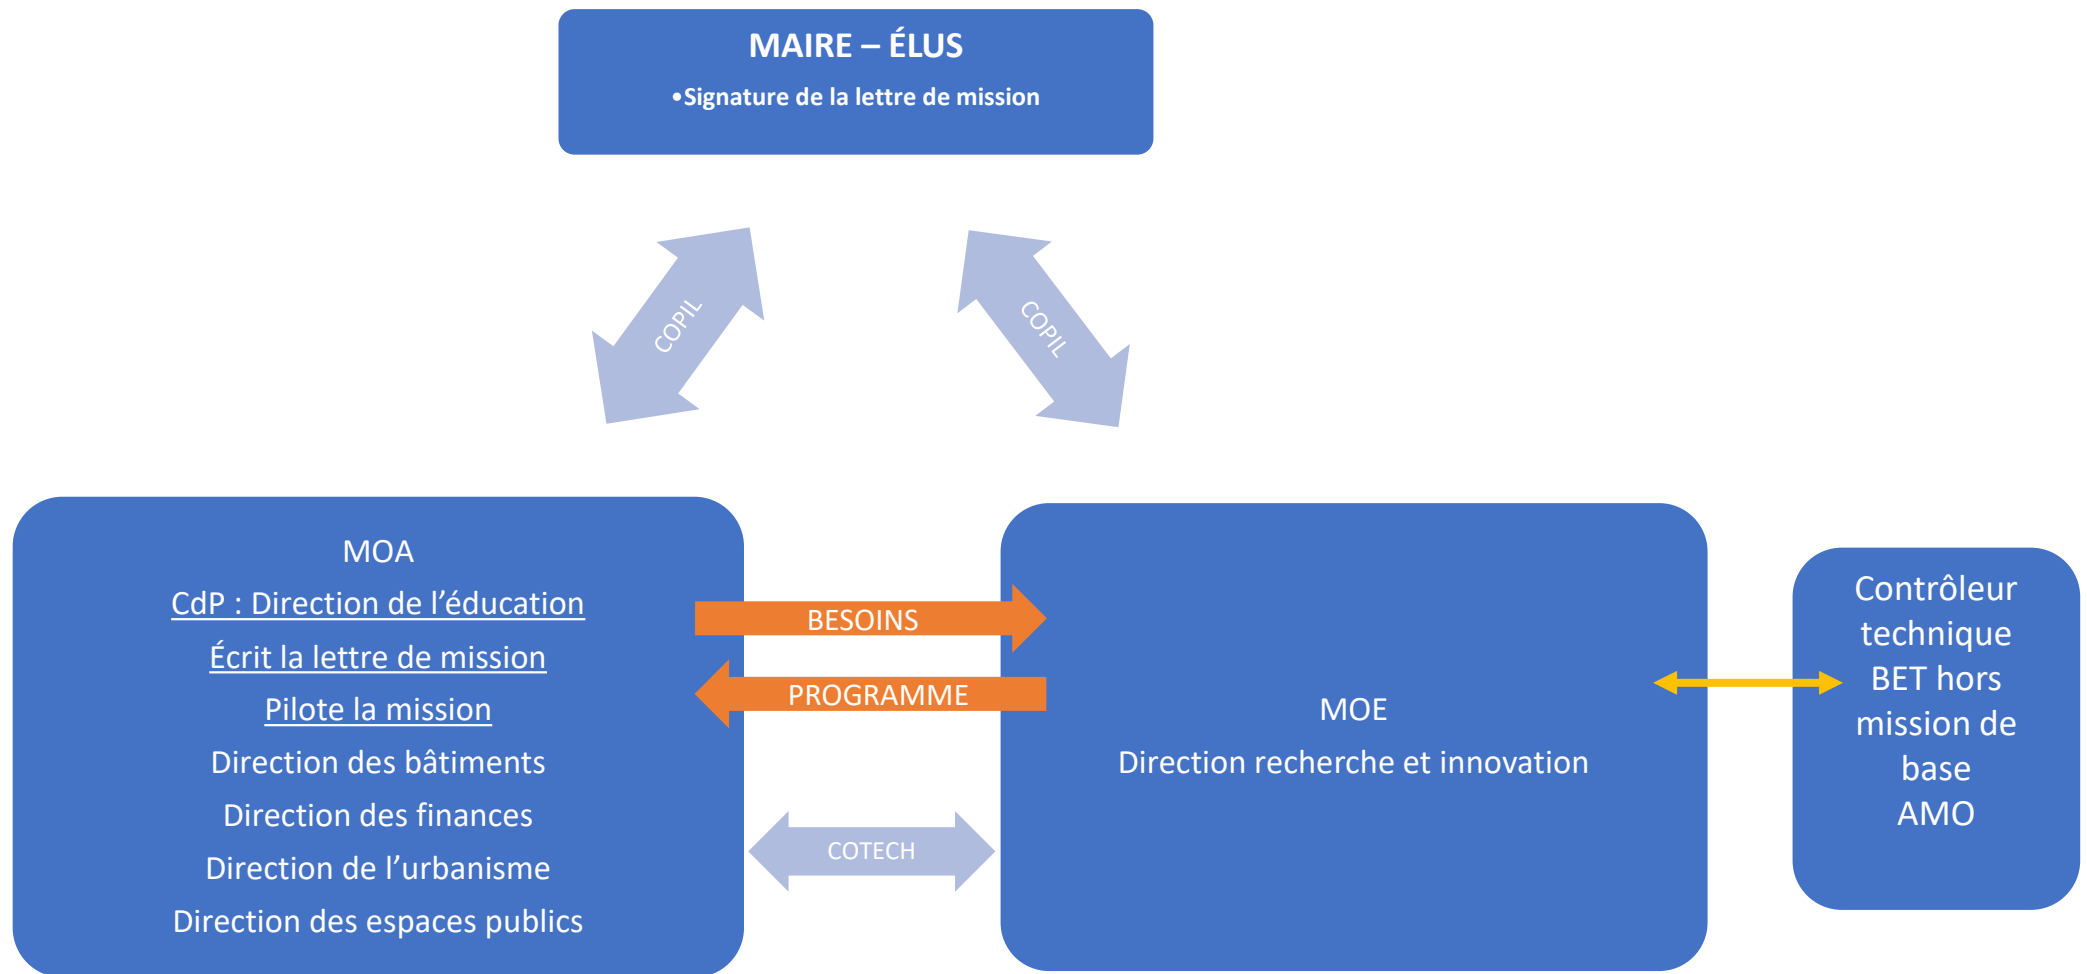 MAIRE – ÉLUS
•Signature de la lettre de mission
COPIL
COPIL
MOA
CdP : Direction de l’éducation
Écrit la lettre de mission
Pilote la mission
Direction des bâtiments
Direction des finances
Direction de l’urbanisme
Direction des espaces publics
BESOINS
PROGRAMME
COTECH
MOE
Direction recherche et innovation
Contrôleur
technique
BET hors
mission de
base
AMO